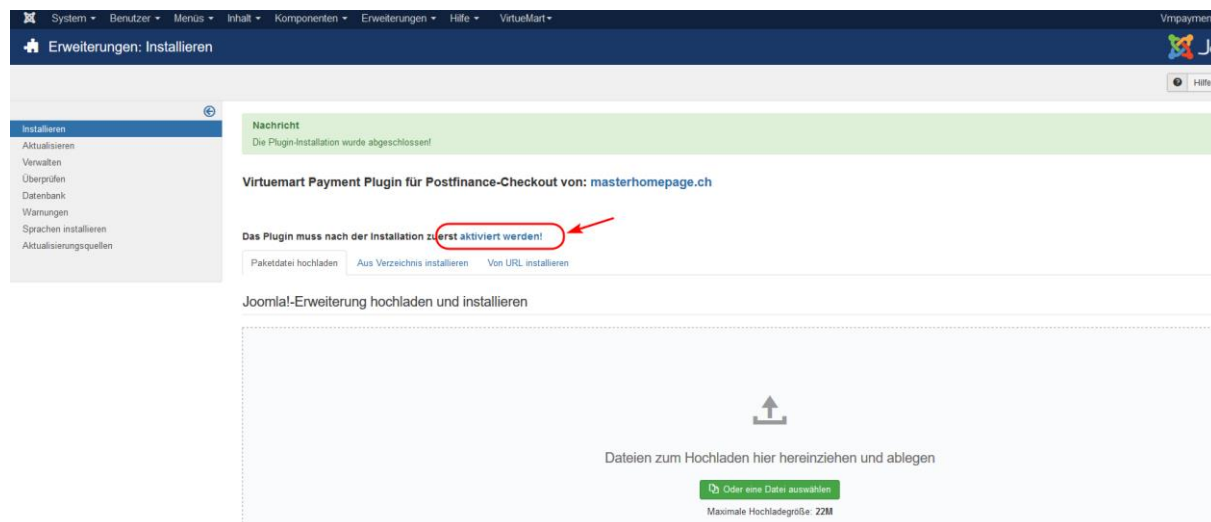 System Benutzer Menüs Inhalt Komponenten Erweiterungen Hilfe VirtueMart
Erweiterungen: Installieren
Hilfe
Installieren
Aktualisieren
Verwalten
Überprüfen
Datenbank
Warnungen
Sprachen installieren
Aktualisierungsquellen
Nachricht
Die Plugin-Installation wurde abgeschlossen!
Virtuemart Payment Plugin für Postfinance-Checkout von: masterhomepage.ch
Das Plugin muss nach der Installation zuerst aktiviert werden!
Paketdatei hochladen Aus Verzeichnis installieren Von URL installieren
Joomla!-Erweiterung hochladen und installieren
Dateien zum Hochladen hier hereinziehen und ablegen
Oder eine Datei auswählen
Maximale Hochladegröße: 22M